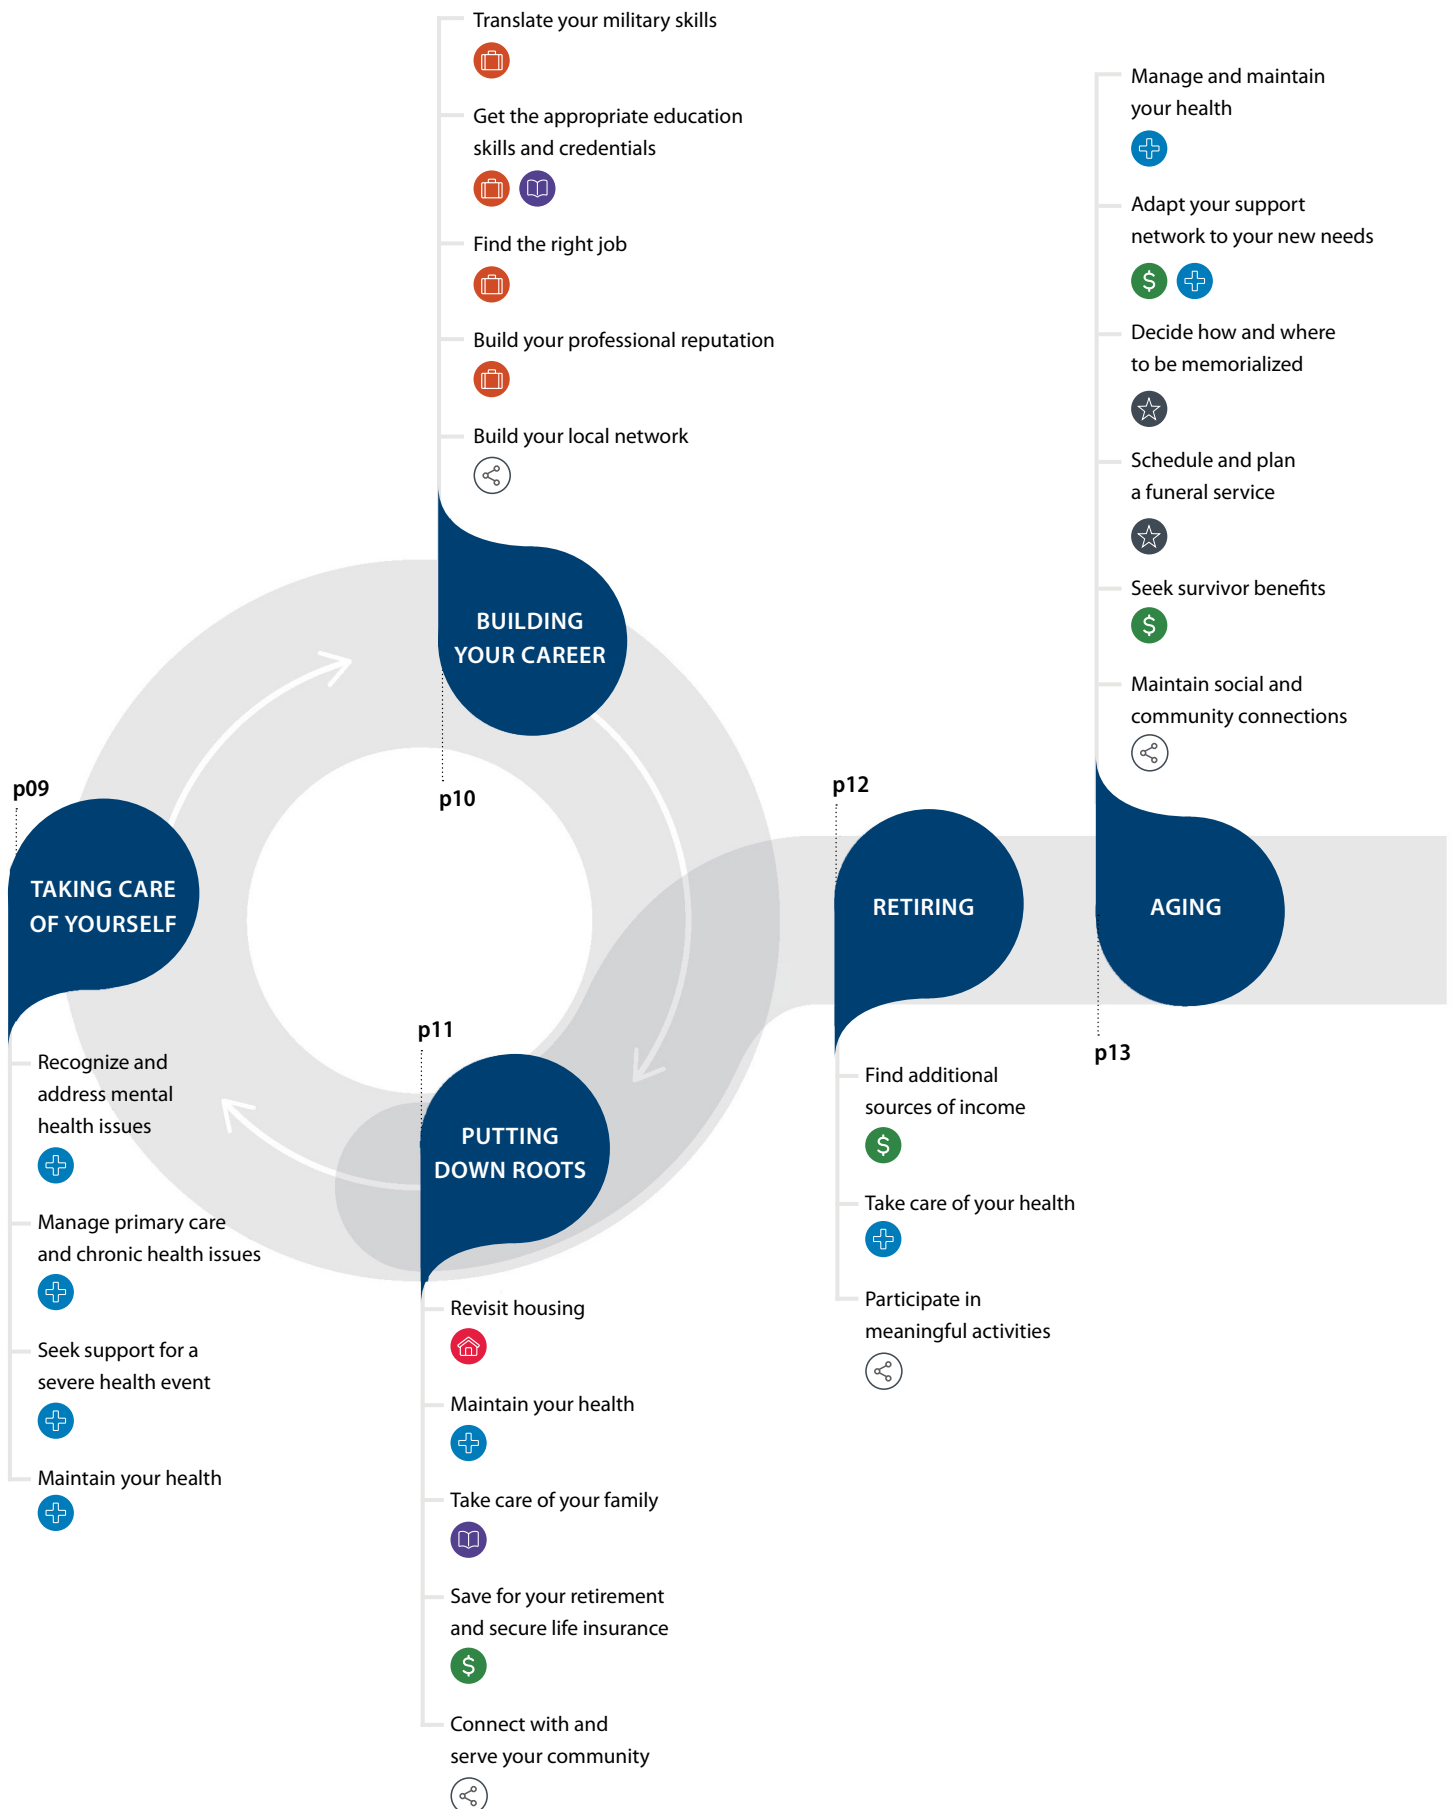 Translate your military skills
Get the appropriate education
skills and credentials
Find the right job
Build your professional reputation
Build your local network
BUILDING
YOUR CAREER
p10
p09
TAKING CARE
OF YOURSELF
Recognize and
address mental
health issues
Manage primary care
and chronic health issues
Seek support for a
severe health event
Maintain your health
p11
PUTTING
DOWN ROOTS
Revisit housing
Maintain your health
Take care of your family
Save for your retirement
and secure life insurance
Connect with and
serve your community
p12
RETIRING
Find additional
sources of income
Take care of your health
Participate in
meaningful activities
Manage and maintain
your health
Adapt your support
network to your new needs
Decide how and where
to be memorialized
Schedule and plan
a funeral service
Seek survivor benefits
Maintain social and
community connections
AGING
p13